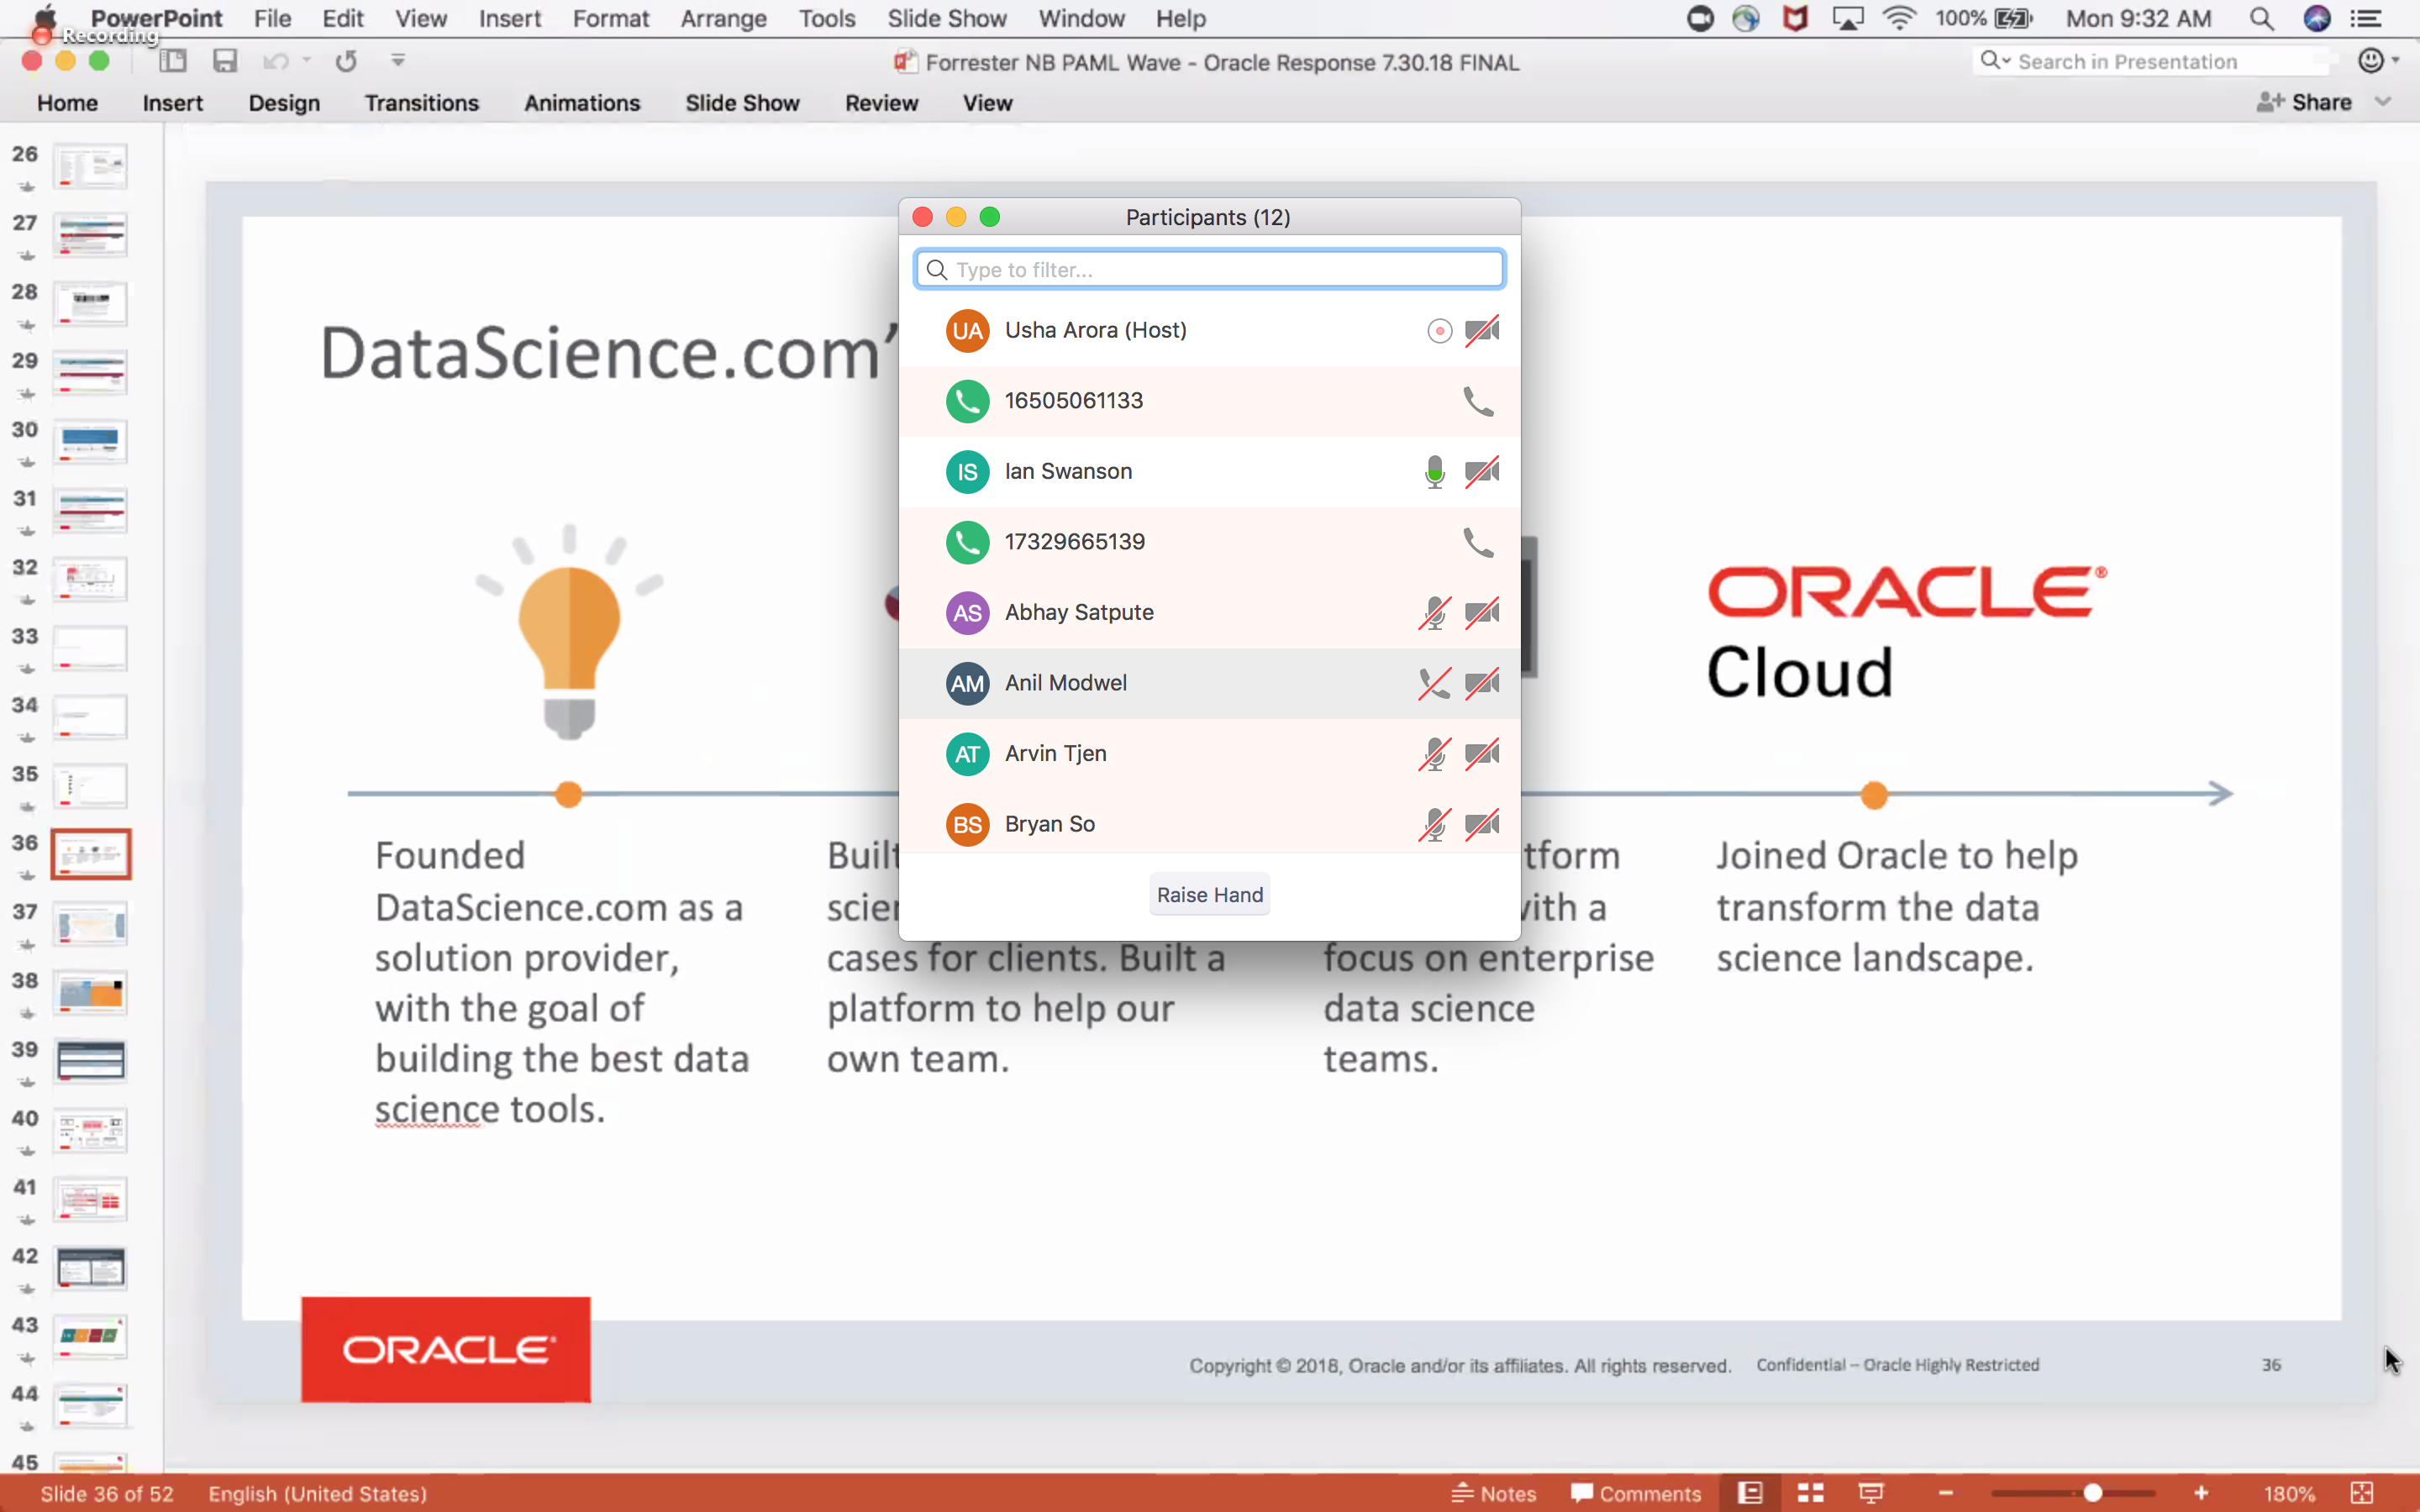 PowerPoint File Edit View Insert Format Arrange Tools Slide Show Window Help 100% Mon 9:32 AM
Recording
Forrester NB PAML Wave - Oracle Response 7.30.18 FINAL
Search in Presentation
Home Insert Design Transitions Animations Slide Show Review View
Share
26
27
28
29
30
31
32
33
34
35
36
37
38
39
40
41
42
43
44
45
DataScience.com’
Participants (12)
Type to filter...
UA Usha Arora (Host)
16505061133
IS Ian Swanson
17329665139
AS Abhay Satpute
AM Anil Modwel
AT Arvin Tjen
BS Bryan So
Raise Hand
ORACLE®
Cloud
Founded
DataScience.com as a
solution provider,
with the goal of
building the best data
science tools.
Built
scien
cases for clients. Built a
platform to help our
own team.
tform
with a
focus on enterprise
data science
teams.
Joined Oracle to help
transform the data
science landscape.
ORACLE®
Copyright © 2018, Oracle and/or its affiliates. All rights reserved. Confidential – Oracle Highly Restricted 36
Slide 36 of 52 English (United States) Notes Comments 180%